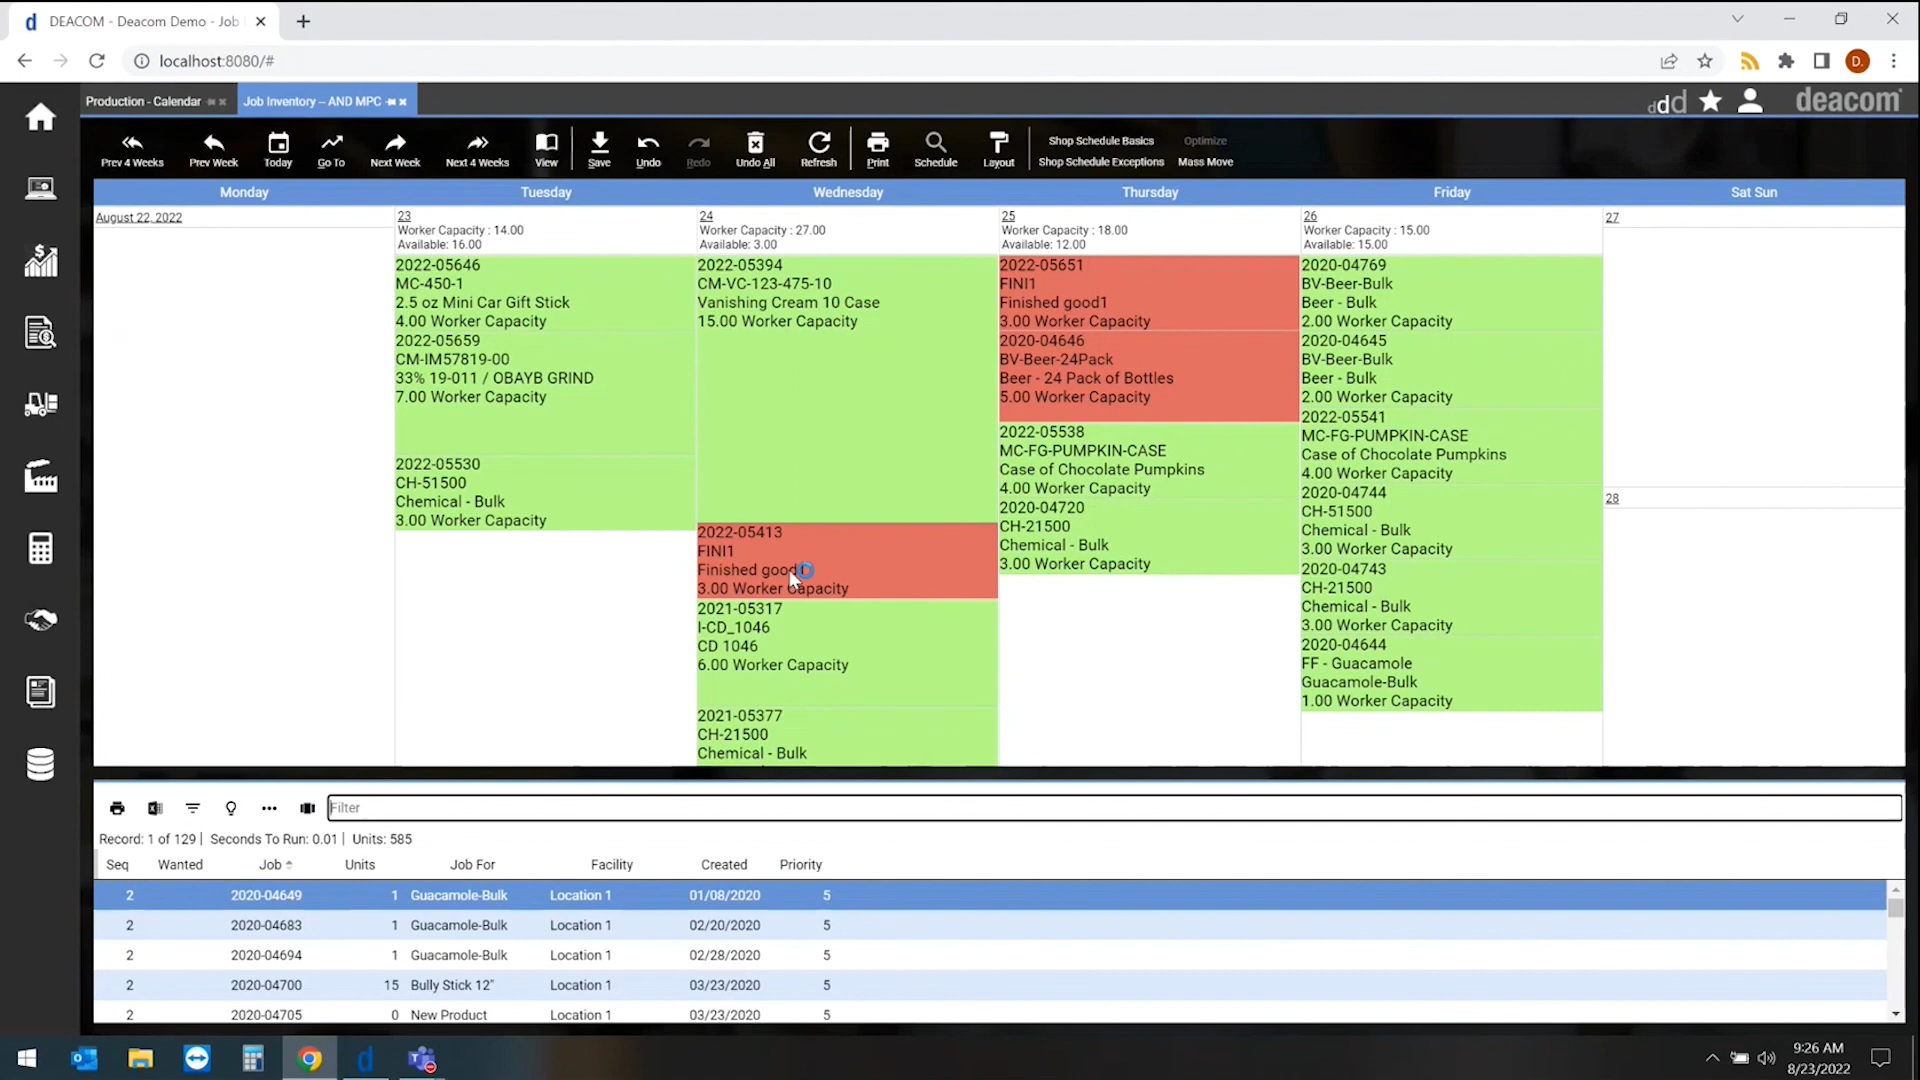 DEACOM - Deacom Demo - Job
localhost:8080/#
D.
Production - Calendar
Job Inventory -- AND MPC
ddd
deacom
Prev 4 Weeks
Prev Week
Today
Go To
Next Week
Next 4 Weeks
View
Save
Undo
Redo
Undo All
Refresh
Print
Schedule
Layout
Shop Schedule Basics
Shop Schedule Exceptions
Optimize
Mass Move
Monday
Tuesday
Wednesday
Thursday
Friday
Sat Sun
August 22, 2022
23
Worker Capacity : 14.00
Available: 16.00
2022-05646
MC-450-1
2.5 oz Mini Car Gift Stick
4.00 Worker Capacity
2022-05659
CM-IM57819-00
33% 19-011 / OBAYB GRIND
7.00 Worker Capacity
2022-05530
CH-51500
Chemical - Bulk
3.00 Worker Capacity
24
Worker Capacity : 27.00
Available: 3.00
2022-05394
CM-VC-123-475-10
Vanishing Cream 10 Case
15.00 Worker Capacity
2022-05413
FINI1
Finished good1
3.00 Worker Capacity
2021-05317
I-CD_1046
CD 1046
6.00 Worker Capacity
2021-05377
CH-21500
Chemical - Bulk
25
Worker Capacity : 18.00
Available: 12.00
2022-05651
FINI1
Finished good1
3.00 Worker Capacity
2020-04646
BV-Beer-24Pack
Beer - 24 Pack of Bottles
5.00 Worker Capacity
2022-05538
MC-FG-PUMPKIN-CASE
Case of Chocolate Pumpkins
4.00 Worker Capacity
2020-04720
CH-21500
Chemical - Bulk
3.00 Worker Capacity
26
Worker Capacity : 15.00
Available: 15.00
2020-04769
BV-Beer-Bulk
Beer - Bulk
2.00 Worker Capacity
2020-04645
BV-Beer-Bulk
Beer - Bulk
2.00 Worker Capacity
2022-05541
MC-FG-PUMPKIN-CASE
Case of Chocolate Pumpkins
4.00 Worker Capacity
2020-04744
CH-51500
Chemical - Bulk
3.00 Worker Capacity
2020-04743
CH-21500
Chemical - Bulk
3.00 Worker Capacity
2020-04644
FF - Guacamole
Guacamole-Bulk
1.00 Worker Capacity
27
28
Filter
Record: 1 of 129 | Seconds To Run: 0.01 | Units: 585
Seq Wanted Job Units Job For Facility Created Priority
2 2020-04649 1 Guacamole-Bulk Location 1 01/08/2020 5
2 2020-04683 1 Guacamole-Bulk Location 1 02/20/2020 5
2 2020-04694 1 Guacamole-Bulk Location 1 02/28/2020 5
2 2020-04700 15 Bully Stick 12" Location 1 03/23/2020 5
2 2020-04705 0 New Product Location 1 03/23/2020 5
9:26 AM
8/23/2022